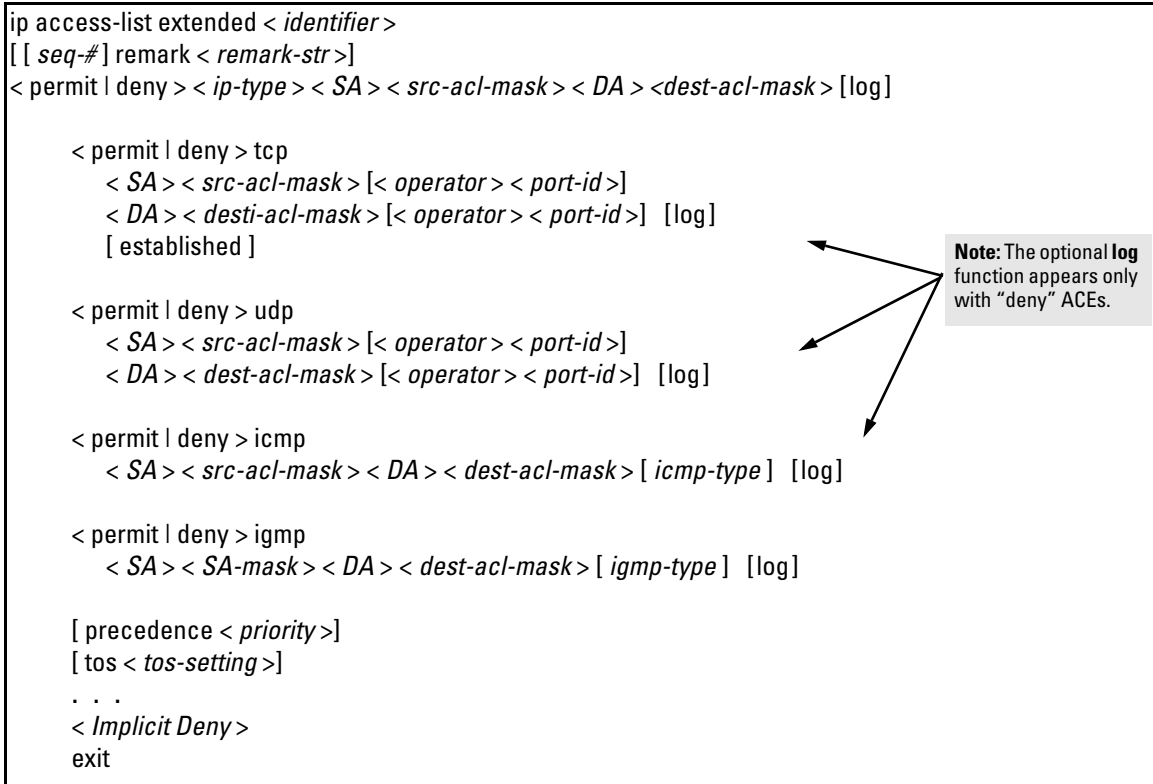 ip access-list extended < identifier >
[ [ seq-# ] remark < remark-str >]
< permit | deny > < ip-type > < SA > < src-acl-mask > < DA > <dest-acl-mask > [log]
< permit | deny > tcp
< SA > < src-acl-mask > [< operator > < port-id >]
< DA > < desti-acl-mask > [< operator > < port-id >] [log]
[ established ]
Note: The optional log
function appears only
with “deny” ACEs.
< permit | deny > udp
< SA > < src-acl-mask > [< operator > < port-id >]
< DA > < dest-acl-mask > [< operator > < port-id >] [log]
< permit | deny > icmp
< SA > < src-acl-mask > < DA > < dest-acl-mask > [ icmp-type ] [log]
< permit | deny > igmp
< SA > < SA-mask > < DA > < dest-acl-mask > [ igmp-type ] [log]
[ precedence < priority >]
[ tos < tos-setting >]
. . .
< Implicit Deny >
exit